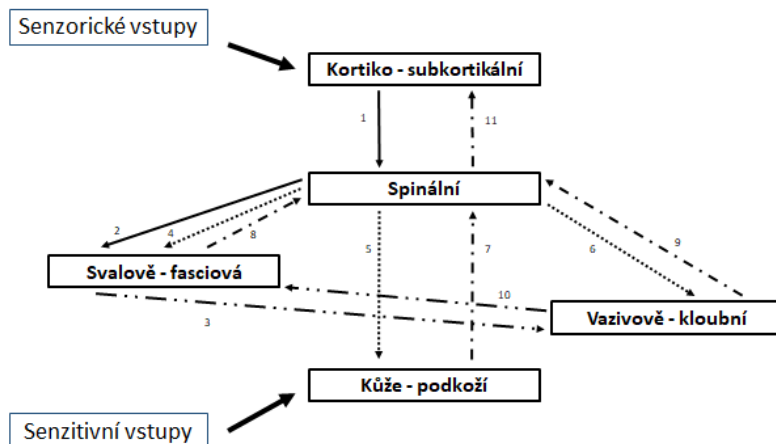 Senzorické vstupy
Kortiko - subkortikální
1
11
Spinální
2
4
8
5
7
6
9
Svalově - fasciová
10
3
Vazivově - kloubní
Kůže - podkoží
Senzitivní vstupy